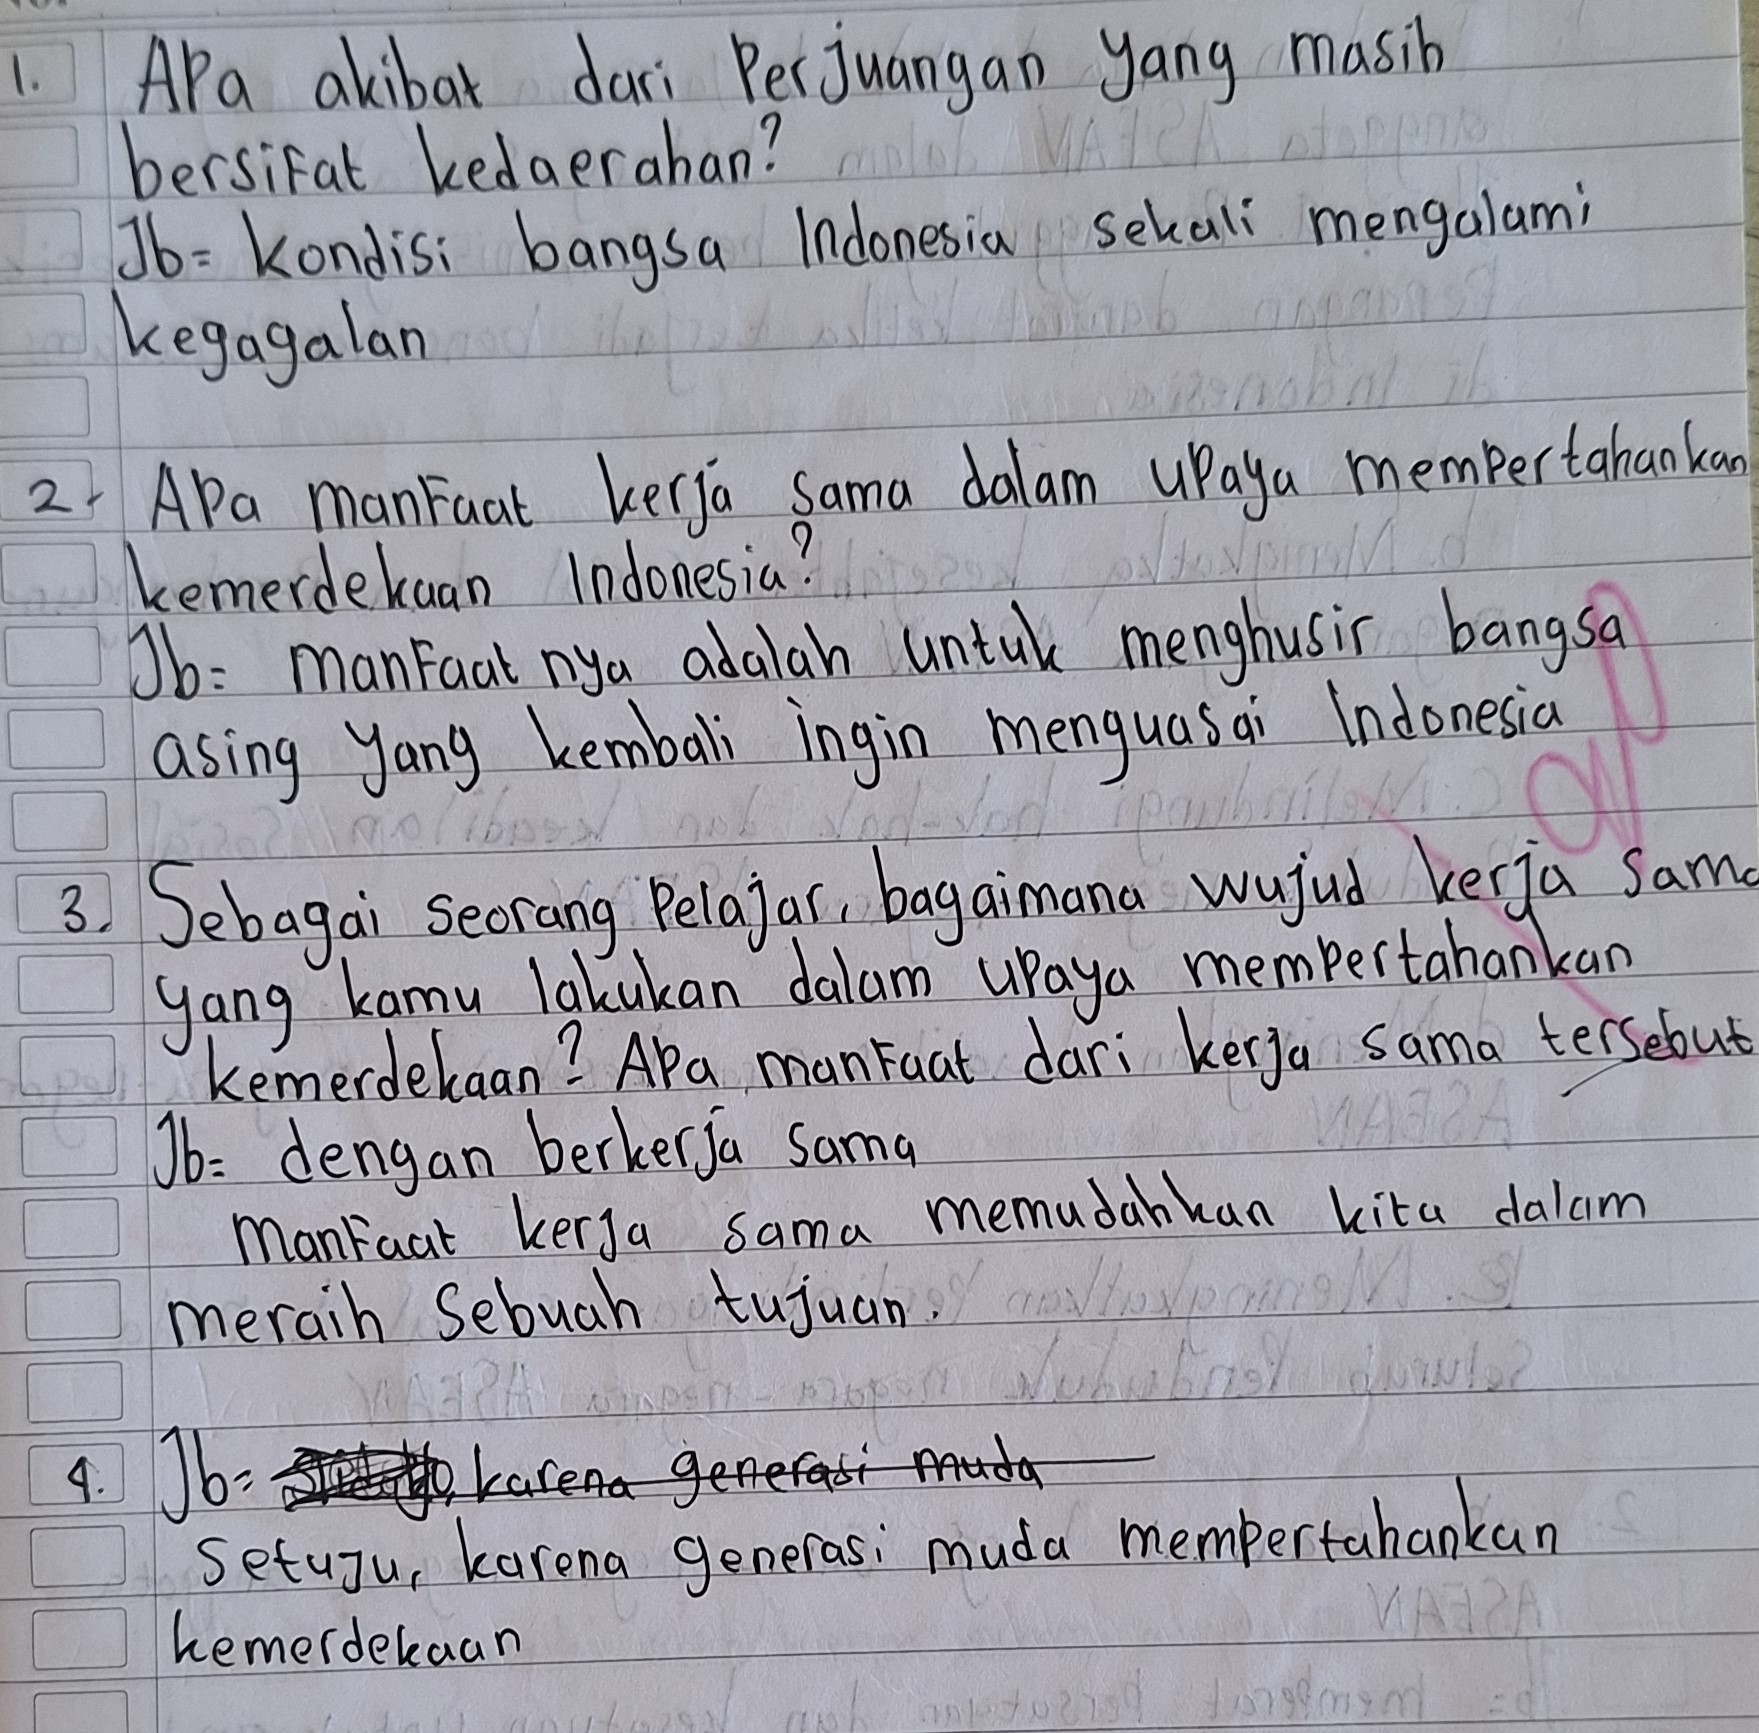 1. Apa akibat dari Perjuangan yang masih
bersifat kedaerahan?
Jb= kondisi bangsa Indonesia sekali mengalami
kegagalan
2. Apa manfaat kerja sama dalam upaya mempertahankan
kemerdekaan Indonesia?
Jb= manfaat nya adalah untuk menghusir bangsa
asing yang kembali ingin menguasai Indonesia
3. Sebagai seorang Pelajar, bagaimana wujud kerja sama
yang kamu lakukan dalam upaya mempertahankan
kemerdekaan? Apa manfaat dari kerja sama tersebut
Jb= dengan berkerja sama
manfaat kerja sama memudahkan kita dalam
meraih sebuah tujuan.
4. Jb= karena generasi muda
setuju, karena generasi muda mempertahankan
kemerdekaan